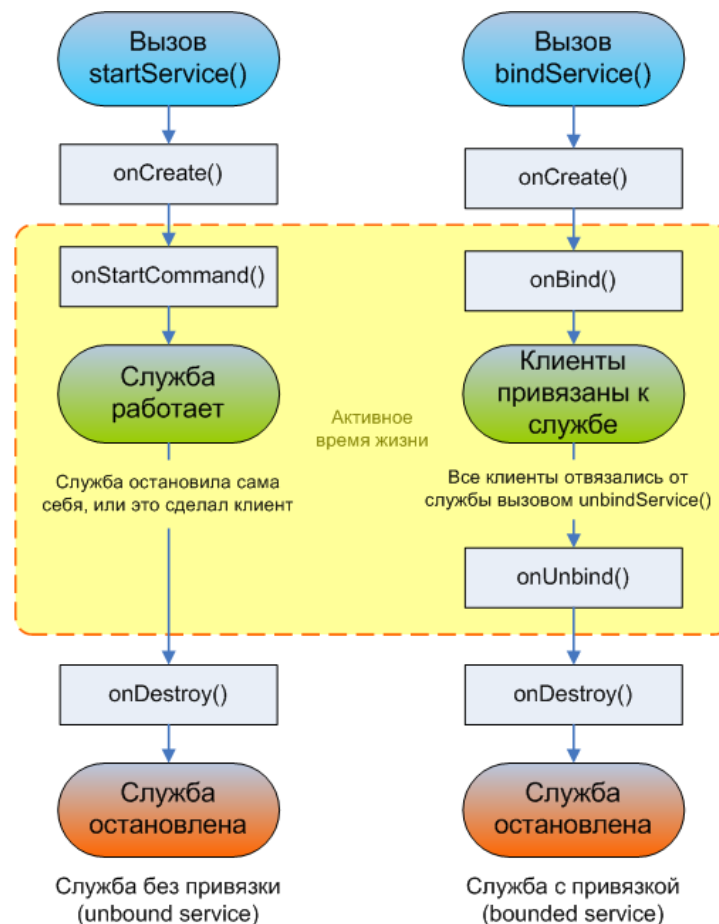 Вызов
startService()
onCreate()
onStartCommand()
Служба
работает
Служба остановила сама
себя, или это сделал клиент
onDestroy()
Служба
остановлена
Служба без привязки
(unbound service)
Активное
время жизни
Вызов
bindService()
onCreate()
onBind()
Клиенты
привязаны к
службе
Все клиенты отвязались от
службы вызовом unbindService()
onUnbind()
onDestroy()
Служба
остановлена
Служба с привязкой
(bounded service)